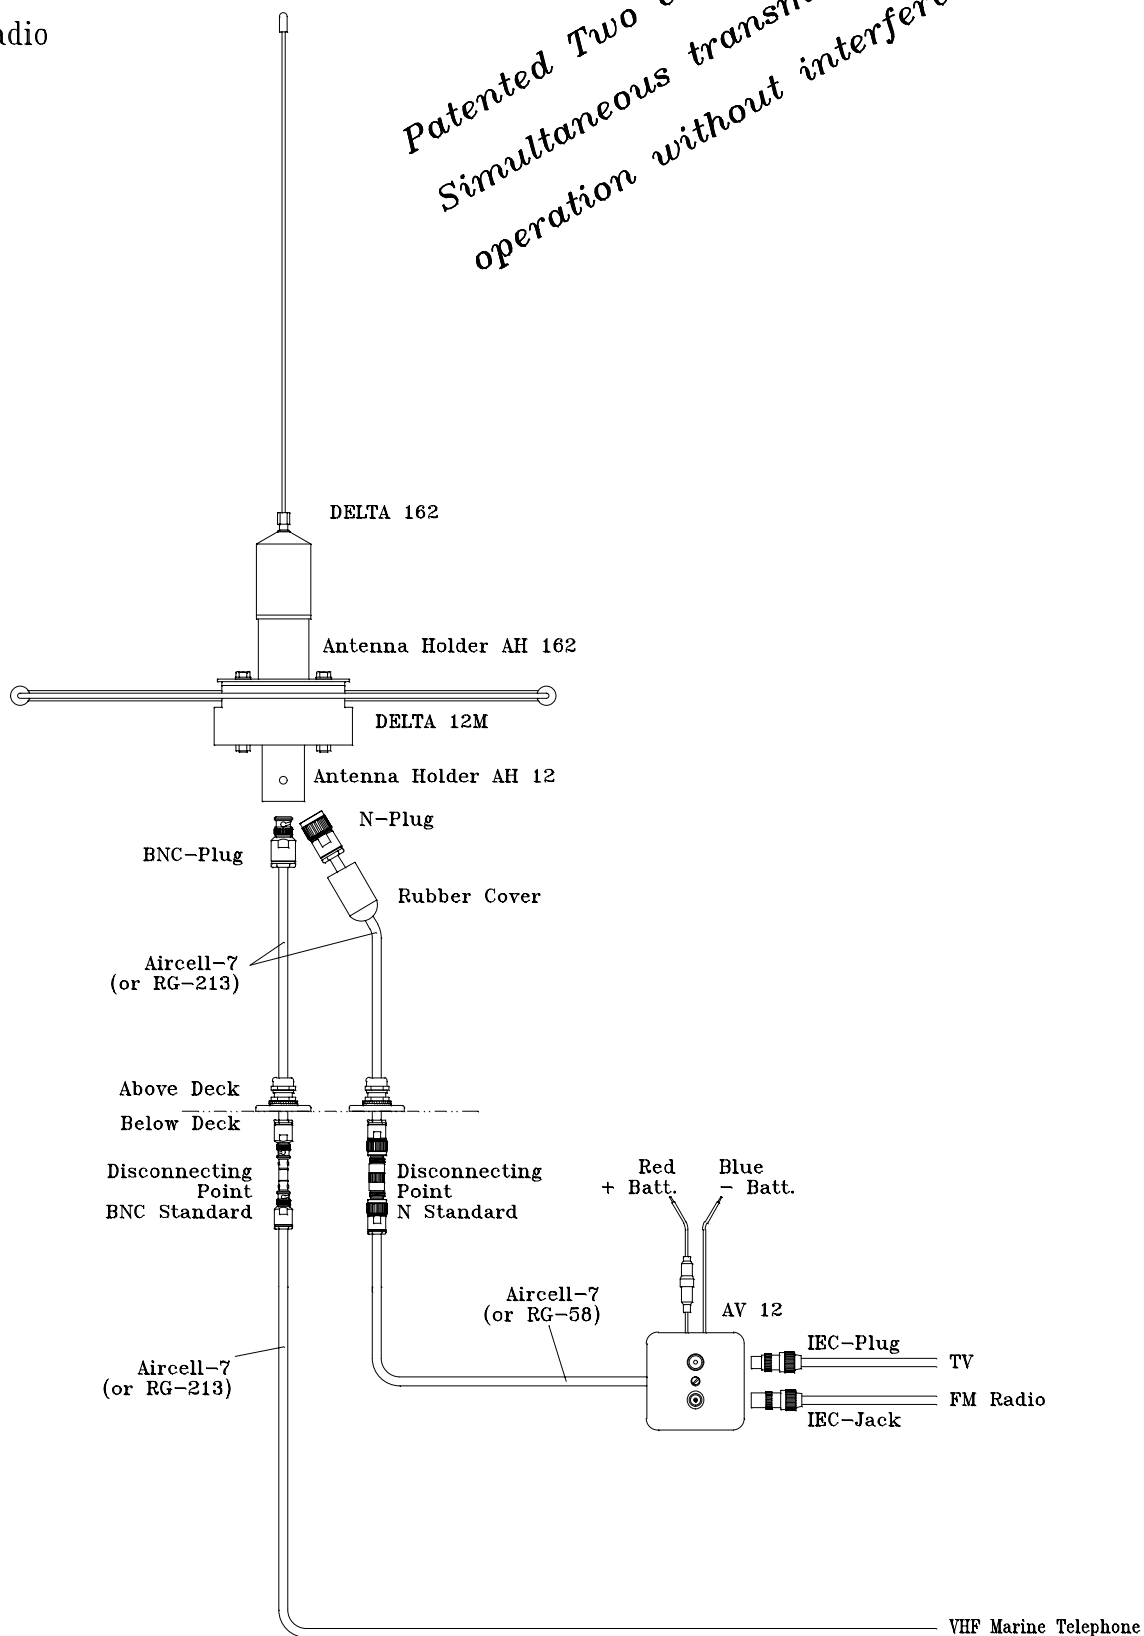 Patented Two
Simultaneous
operation without
DELTA 162
Antenna Holder AH 162
DELTA 12M
Antenna Holder AH 12
N-Plug
BNC-Plug
Rubber Cover
Aircell-7
(or RG-213)
Above Deck
Below Deck
Disconnecting
Point
BNC Standard
Disconnecting
Point
N Standard
Red
+ Batt.
Blue
- Batt.
Aircell-7
(or RG-58)
AV 12
IEC-Plug
TV
FM Radio
IEC-Jack
Aircell-7
(or RG-213)
VHF Marine Telephone